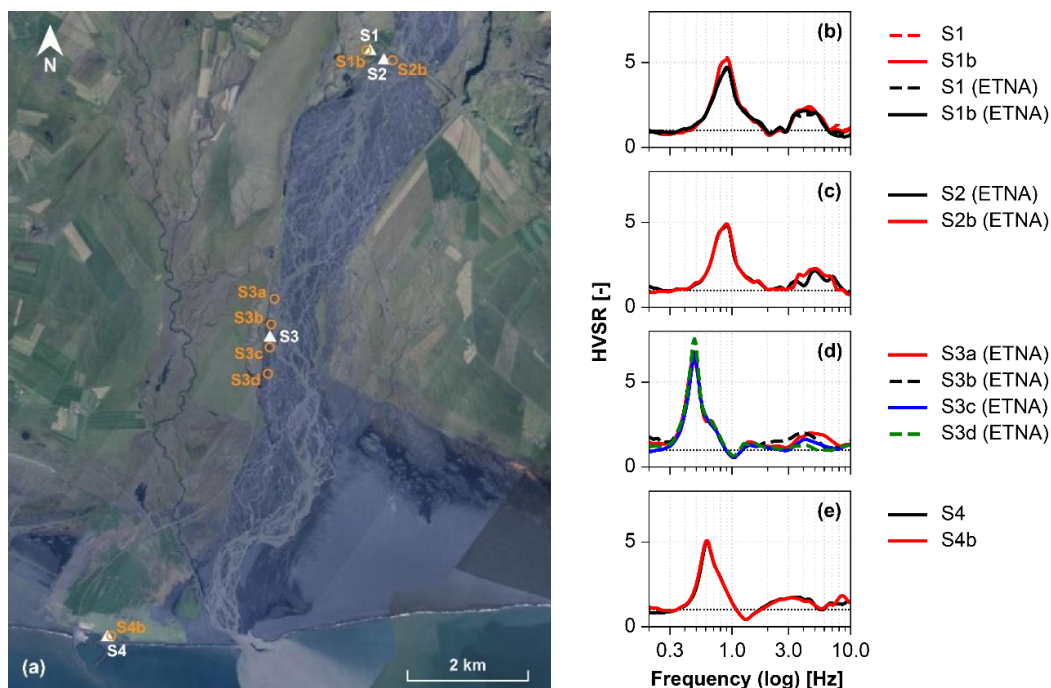 N
S1
S1b
S2
S2b
S3a
S3b
S3
S3c
S3d
S4b
S4
(a)
2 km
HVSR [-]
(b)
5
0
S1
S1b
S1 (ETNA)
S1b (ETNA)
(c)
5
0
S2 (ETNA)
S2b (ETNA)
(d)
5
0
S3a (ETNA)
S3b (ETNA)
S3c (ETNA)
S3d (ETNA)
(e)
5
0
S4
S4b
0.3 1.0 3.0 10.0
Frequency (log) [Hz]